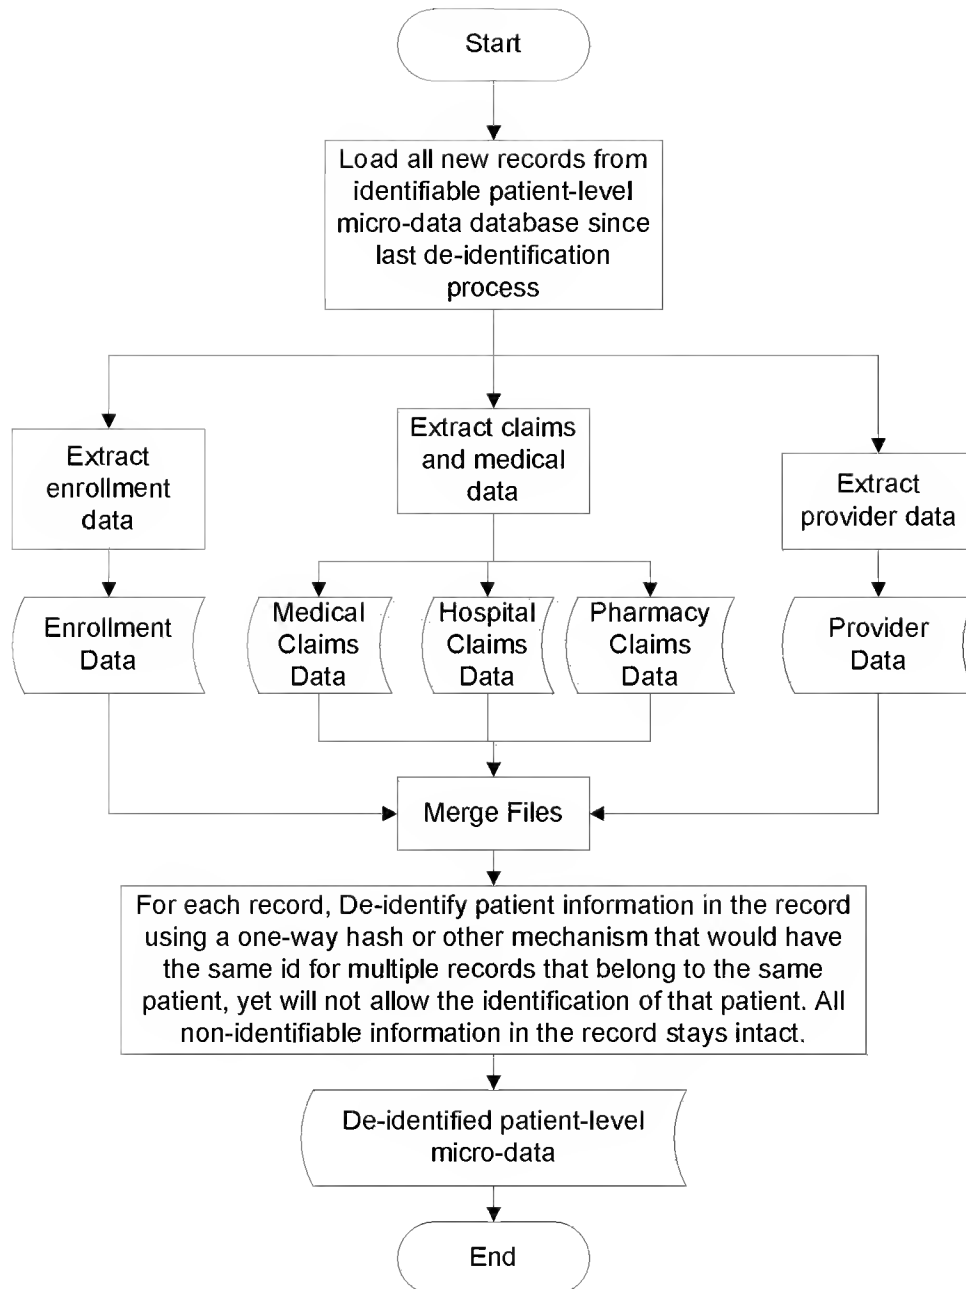 Start
Load all new records from
identifiable patient-level
micro-data database since
last de-identification
process
Extract
enrollment
data
Extract claims
and medical
data
Extract
provider data
Enrollment
Data
Medical
Claims
Data
Hospital
Claims
Data
Pharmacy
Claims
Data
Provider
Data
Merge Files
For each record, De-identify patient information in the record
using a one-way hash or other mechanism that would have
the same id for multiple records that belong to the same
patient, yet will not allow the identification of that patient. All
non-identifiable information in the record stays intact.
De-identified patient-level
micro-data
End